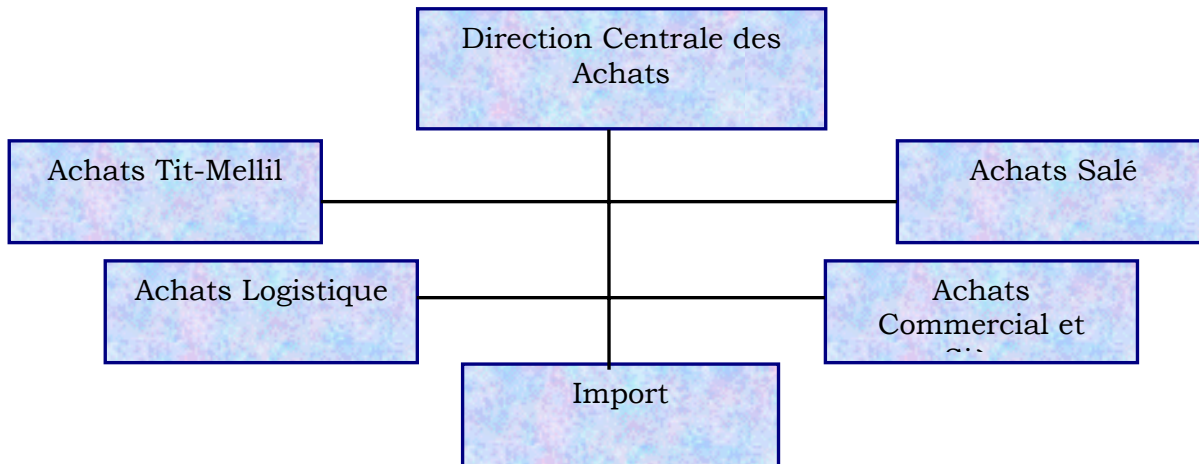 Direction Centrale des
Achats
Achats Tit-Mellil
Achats Salé
Achats Logistique
Achats
Commercial et
Import